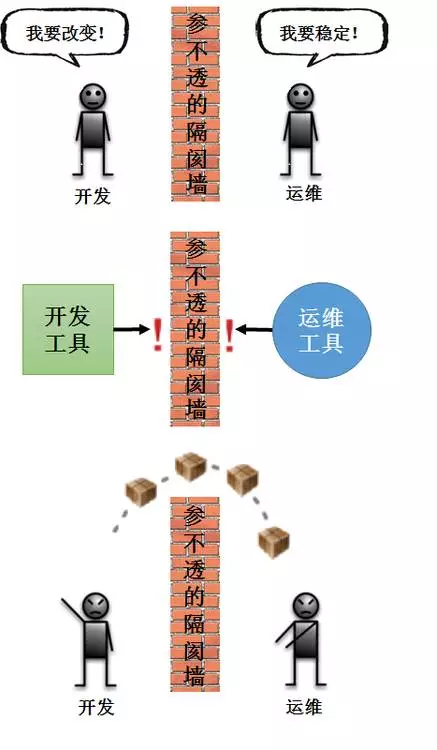 我要改变！
我要稳定！
参不透的隔阂墙
开发
运维
开发
工具
参不透的隔阂墙
运维
工具
!
!
参不透的隔阂墙
开发
运维